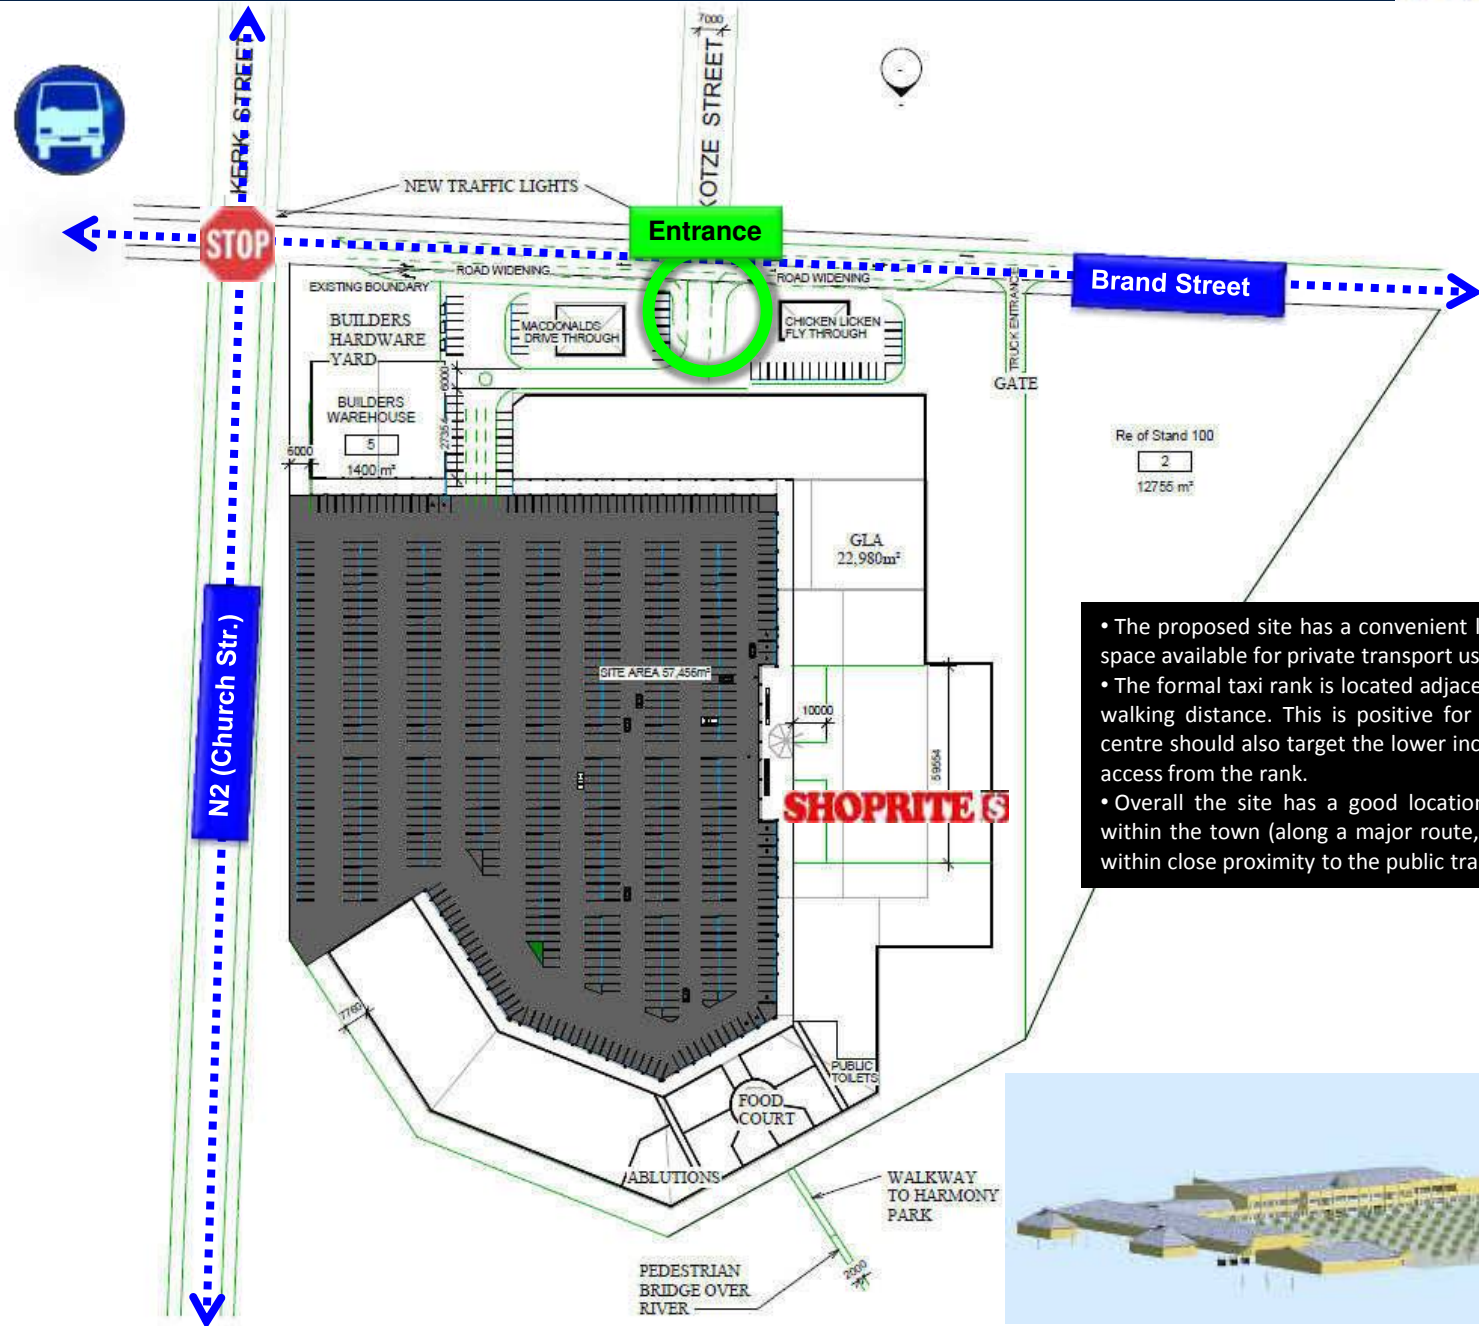 7000
KERK STREET
KOTZE STREET
NEW TRAFFIC LIGHTS
STOP
Entrance
Brand Street
ROAD WIDENING
ROAD WIDENING
EXISTING BOUNDARY
TRUCK ENTRANCE
BUILDERS
HARDWARE
YARD
MACDONALDS
DRIVE THROUGH
CHICKEN LICKEN
FLY THROUGH
GATE
6000
BUILDERS
WAREHOUSE
5
1400 m²
27354
6000
Re of Stand 100
2
12755 m²
GLA
22,980m²
N2 (Church Str.)
SITE AREA 57,456m²
10000
59554
SHOPRITE S
• The proposed site has a convenient
space available for private transport us
• The formal taxi rank is located adjace
walking distance. This is positive for
centre should also target the lower inc
access from the rank.
• Overall the site has a good location
within the town (along a major route,
within close proximity to the public tra
7760
PUBLIC
TOILETS
FOOD
COURT
ABLUTIONS
WALKWAY
TO HARMONY
PARK
PEDESTRIAN
BRIDGE OVER
RIVER
2000